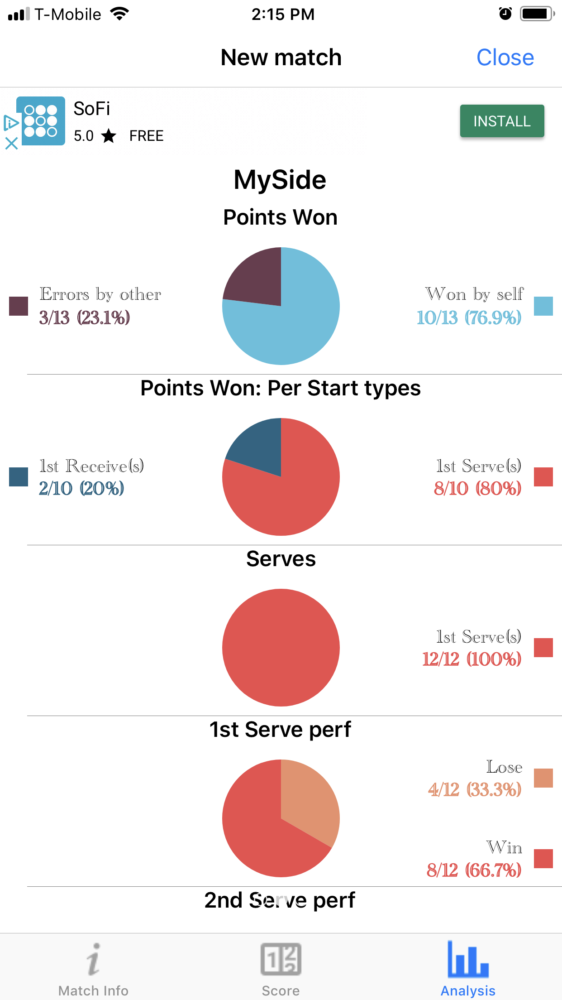 T-Mobile 2:15 PM
New match Close
SoFi
5.0 ★ FREE
INSTALL
MySide
Points Won
Errors by other
3/13 (23.1%)
Won by self
10/13 (76.9%)
Points Won: Per Start types
1st Receive(s)
2/10 (20%)
1st Serve(s)
8/10 (80%)
Serves
1st Serve(s)
12/12 (100%)
1st Serve perf
Lose
4/12 (33.3%)
Win
8/12 (66.7%)
2nd Serve perf
Match Info Score Analysis